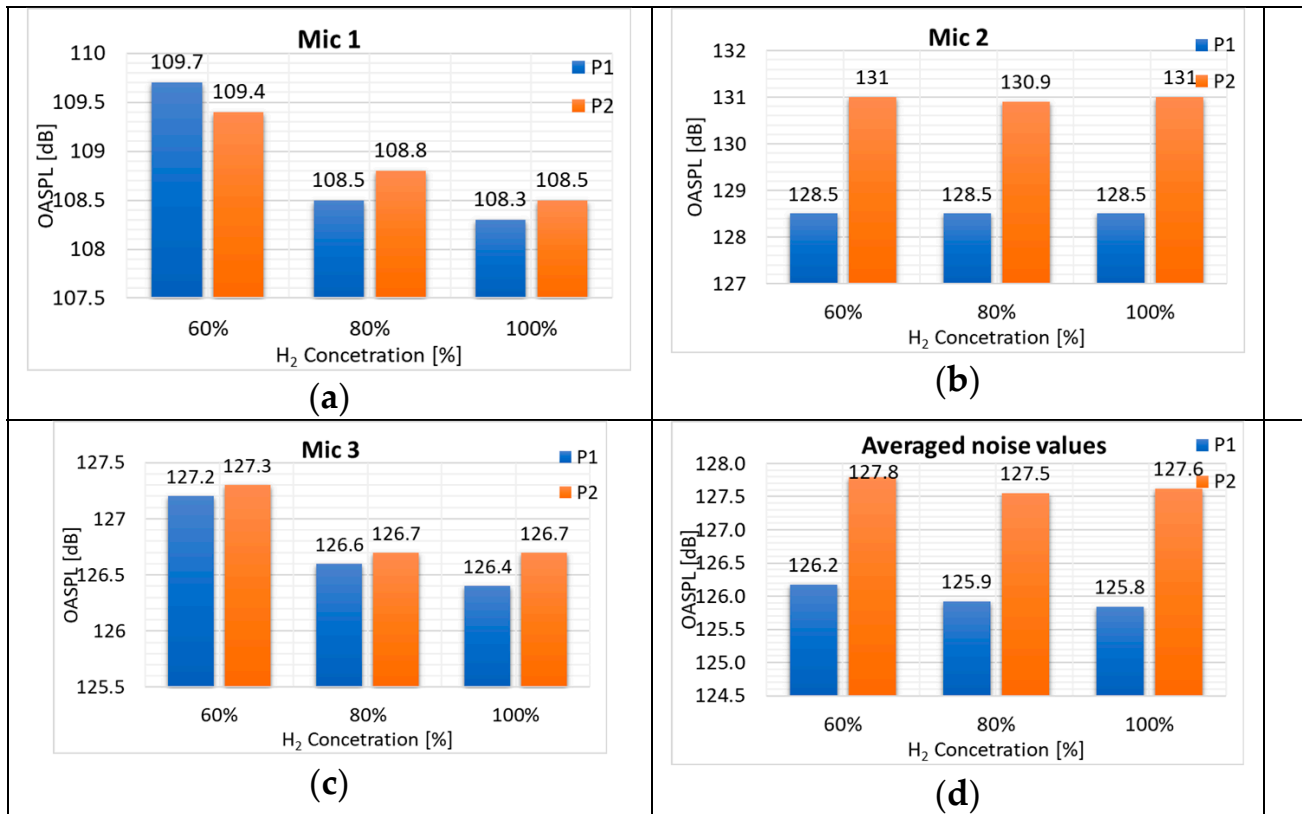 Mic 1
P1
P2
110
109.5
109
108.5
108
107.5
OASPL [dB]
109.7
109.4
108.5
108.8
108.3
108.5
60%
80%
100%
H₂ Concetration [%]
(a)
Mic 2
P1
P2
132
131
130
129
128
127
OASPL [dB]
128.5
131
128.5
130.9
128.5
131
60%
80%
100%
H₂ Concetration [%]
(b)
Mic 3
P1
P2
127.5
127
126.5
126
125.5
OASPL [dB]
127.2
127.3
126.6
126.7
126.4
126.7
60%
80%
100%
H₂ Concetration [%]
(c)
Averaged noise values
P1
P2
128.0
127.5
127.0
126.5
126.0
125.5
125.0
124.5
OASPL [dB]
126.2
127.8
125.9
127.5
125.8
127.6
60%
80%
100%
H₂ Concetration [%]
(d)